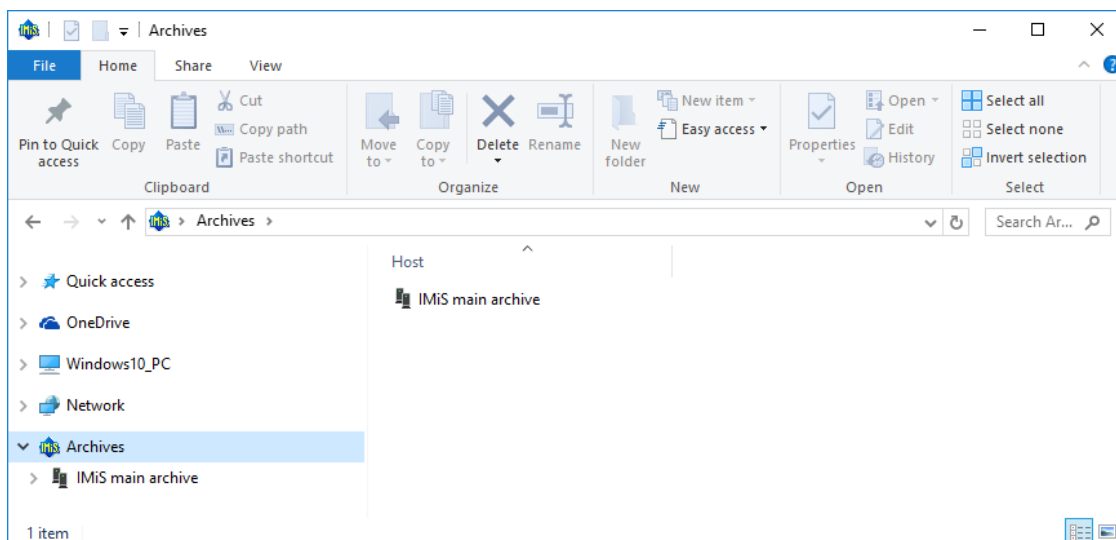 IMiS Archives
File Home Share View
Pin to Quick access
Copy
Paste
Cut
Copy path
Paste shortcut
Clipboard
Move to
Copy to
Delete
Rename
Organize
New folder
New item
Easy access
New
Properties
Open
Edit
History
Open
Select all
Select none
Invert selection
Select
IMiS > Archives >
Search Ar...
Quick access
OneDrive
Windows10_PC
Network
IMiS Archives
IMiS main archive
Host
IMiS main archive
1 item